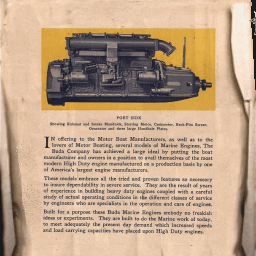 PORT SIDE
Showing Exhaust and Intake Manifolds, Starting Motor, Carburetor, Back-Fire Screen,
Generator and three large Handhole Plates.
IN offering to the Motor Boat Manufacturers, as well as to the
lovers of Motor Boating, several models of Marine Engines, The
Buda Company has achieved a large ideal by putting the boat
manufacturer and owners in a position to avail themselves of the most
modern High Duty engine manufactured on a production basis by one
of America's largest engine manufacturers.
These models embrace all the tried and proven features so necessary
to insure dependability in severe service. They are the result of years
of experience in building heavy duty engines coupled with a careful
study of actual operating conditions in the different classes of service
by engineers who are specialists in the operation and care of engines.
Built for a purpose these Buda Marine Engines embody no freakish
ideas or experiments. They are built to do the Marine work of today,
to meet adequately the present day demand which increased speeds
and load carrying capacities have placed upon High Duty engines.